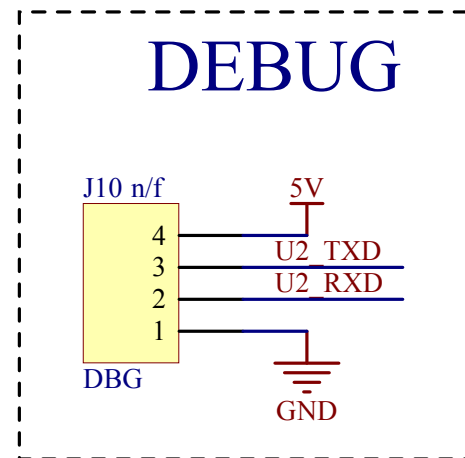 DEBUG
J10 n/f
5V
4
U2_TXD
3
U2_RXD
2
1
DBG
GND